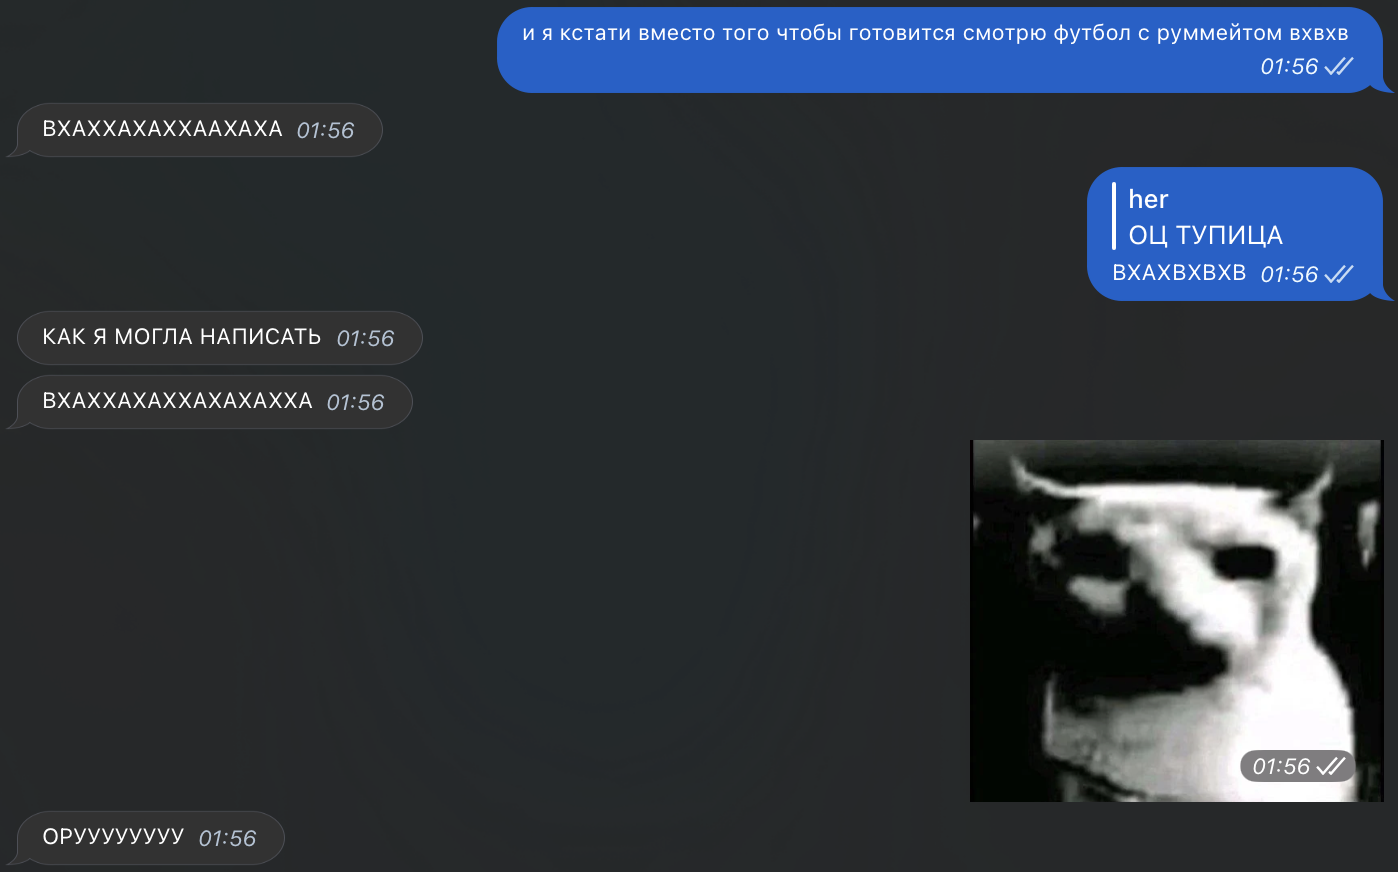 и я кстати вместо того чтобы готовится смотрю футбол с руммейтом вхвхв
01:56
ВХАХХАХАХХААХАХА 01:56
her
ОЦ ТУПИЦА
ВХАХВХВХВ 01:56
КАК Я МОГЛА НАПИСАТЬ 01:56
ВХАХХАХАХХАХАХАХХА 01:56
01:56
ОРУУУУУУУУ 01:56